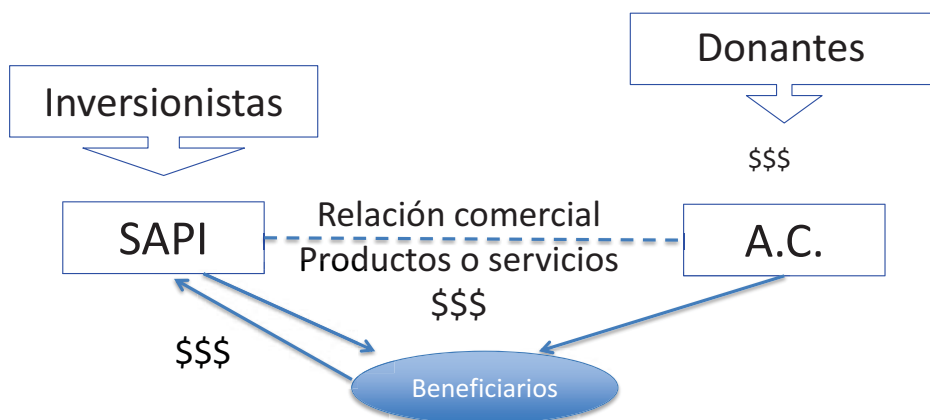 Donantes
Inversionistas
$$$
SAPI
Relación comercial
A.C.
Productos o servicios
$$$
$$$
Beneficiarios